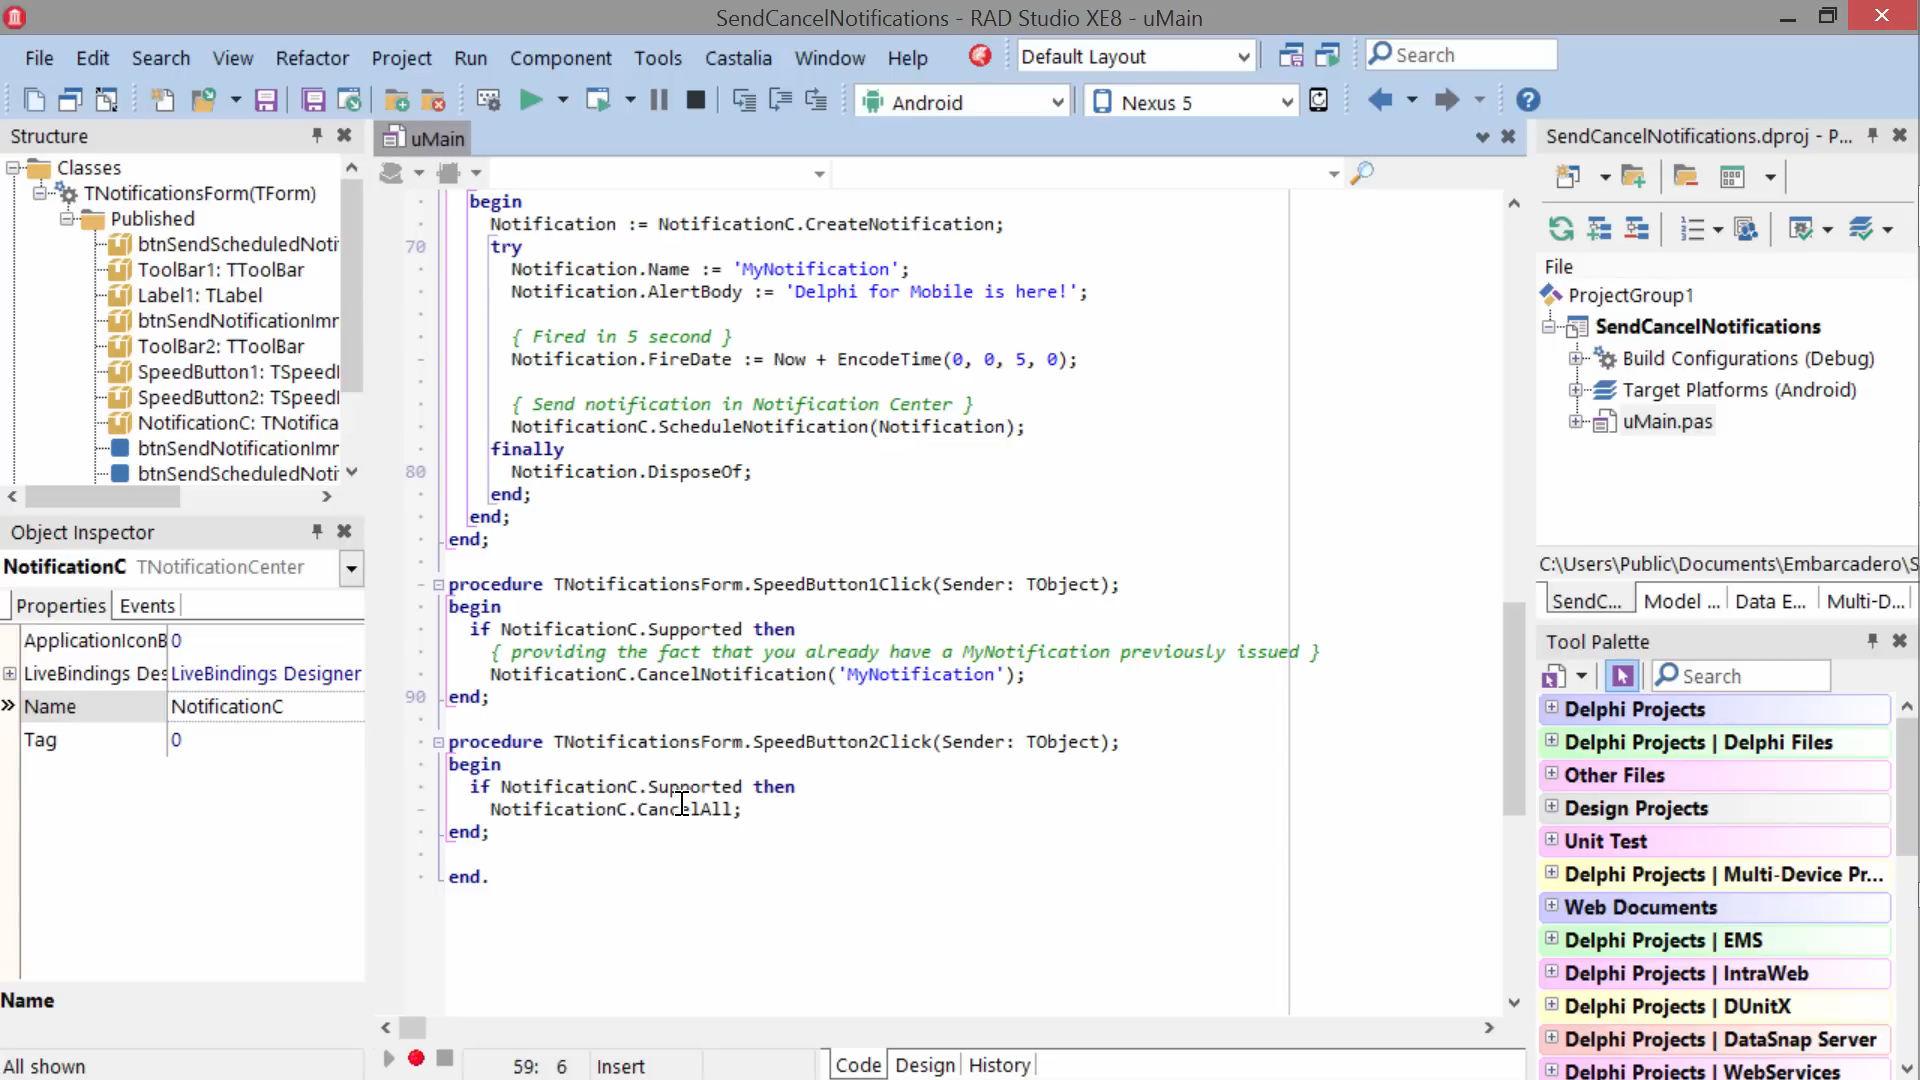 SendCancelNotifications - RAD Studio XE8 - uMain
File Edit Search View Refactor Project Run Component Tools Castalia Window Help Default Layout Search
Android Nexus 5
Structure
Classes
TNotificationsForm(TForm)
Published
btnSendScheduledNoti
ToolBar1: TToolBar
Label1: TLabel
btnSendNotificationImr
ToolBar2: TToolBar
SpeedButton1: TSpeedI
SpeedButton2: TSpeedI
NotificationC: TNotifica
btnSendNotificationImr
btnSendScheduledNoti
Object Inspector
NotificationC TNotificationCenter
Properties Events
ApplicationIconB 0
LiveBindings Des LiveBindings Designer
Name NotificationC
Tag 0
Name
All shown
uMain
begin
Notification := NotificationC.CreateNotification;
70 try
Notification.Name := 'MyNotification';
Notification.AlertBody := 'Delphi for Mobile is here!';
{ Fired in 5 second }
Notification.FireDate := Now + EncodeTime(0, 0, 5, 0);
{ Send notification in Notification Center }
NotificationC.ScheduleNotification(Notification);
finally
80 Notification.DisposeOf;
end;
end;
end;
procedure TNotificationsForm.SpeedButton1Click(Sender: TObject);
begin
if NotificationC.Supported then
{ providing the fact that you already have a MyNotification previously issued }
NotificationC.CancelNotification('MyNotification');
90 end;
procedure TNotificationsForm.SpeedButton2Click(Sender: TObject);
begin
if NotificationC.Supported then
NotificationC.CancelAll;
end;
end.
59: 6 Insert Code Design History
SendCancelNotifications.dproj - P...
File
ProjectGroup1
SendCancelNotifications
Build Configurations (Debug)
Target Platforms (Android)
uMain.pas
C:\Users\Public\Documents\Embarcadero\S
SendC... Model ... Data E... Multi-D...
Tool Palette
Search
Delphi Projects
Delphi Projects | Delphi Files
Other Files
Design Projects
Unit Test
Delphi Projects | Multi-Device Pr...
Web Documents
Delphi Projects | EMS
Delphi Projects | IntraWeb
Delphi Projects | DUnitX
Delphi Projects | DataSnap Server
Delphi Projects | WebServices